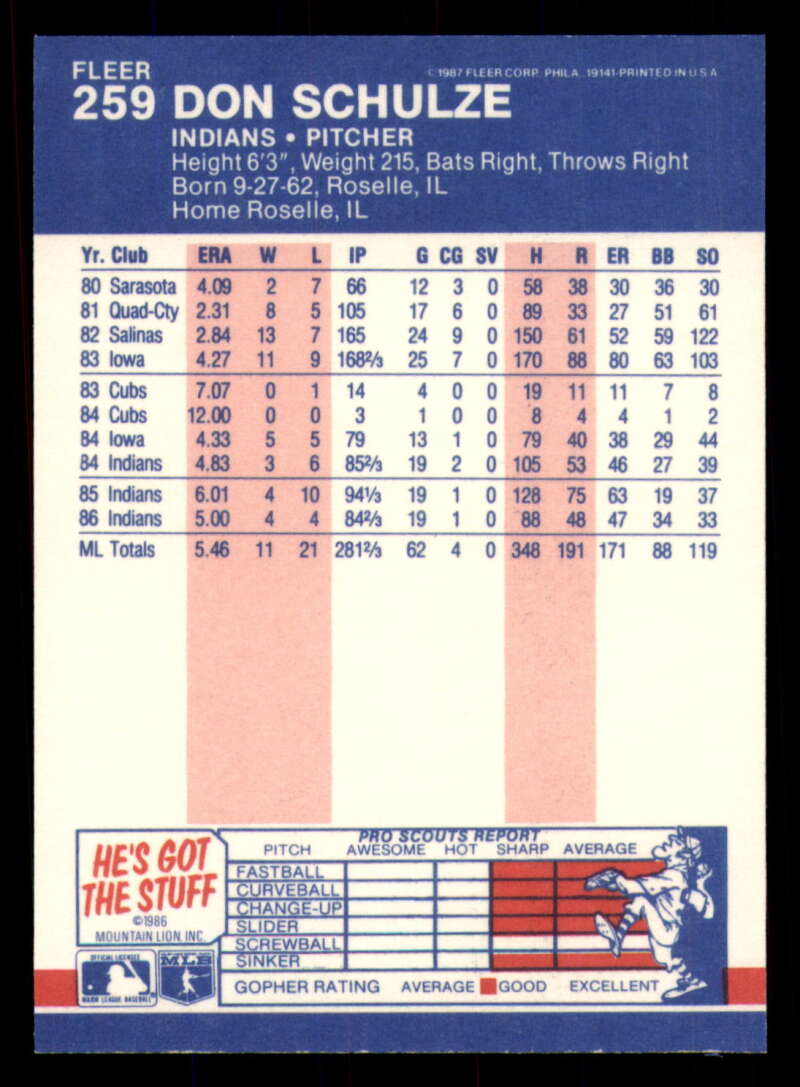 FLEER
© 1987 FLEER CORP. PHILA. 19141-PRINTED IN U S A
259 DON SCHULZE
INDIANS • PITCHER
Height 6'3", Weight 215, Bats Right, Throws Right
Born 9-27-62, Roselle, IL
Home Roselle, IL
Yr. Club ERA W L IP G CG SV H R ER BB SO
80 Sarasota 4.09 2 7 66 12 3 0 58 38 30 36 30
81 Quad-Cty 2.31 8 5 105 17 6 0 89 33 27 51 61
82 Salinas 2.84 13 7 165 24 9 0 150 61 52 59 122
83 Iowa 4.27 11 9 168⅔ 25 7 0 170 88 80 63 103
83 Cubs 7.07 0 1 14 4 0 0 19 11 11 7 8
84 Cubs 12.00 0 0 3 1 0 0 8 4 4 1 2
84 Iowa 4.33 5 5 79 13 1 0 79 40 38 29 44
84 Indians 4.83 3 6 85⅔ 19 2 0 105 53 46 27 39
85 Indians 6.01 4 10 94⅓ 19 1 0 128 75 63 19 37
86 Indians 5.00 4 4 84⅔ 19 1 0 88 48 47 34 33
ML Totals 5.46 11 21 281⅔ 62 4 0 348 191 171 88 119
HE'S GOT
THE STUFF
©1986
MOUNTAIN LION, INC.
OFFICIAL LICENSEE
MAJOR LEAGUE BASEBALL
MLB
PRO SCOUTS REPORT
PITCH AWESOME HOT SHARP AVERAGE
FASTBALL
CURVEBALL
CHANGE-UP
SLIDER
SCREWBALL
SINKER
GOPHER RATING AVERAGE GOOD EXCELLENT